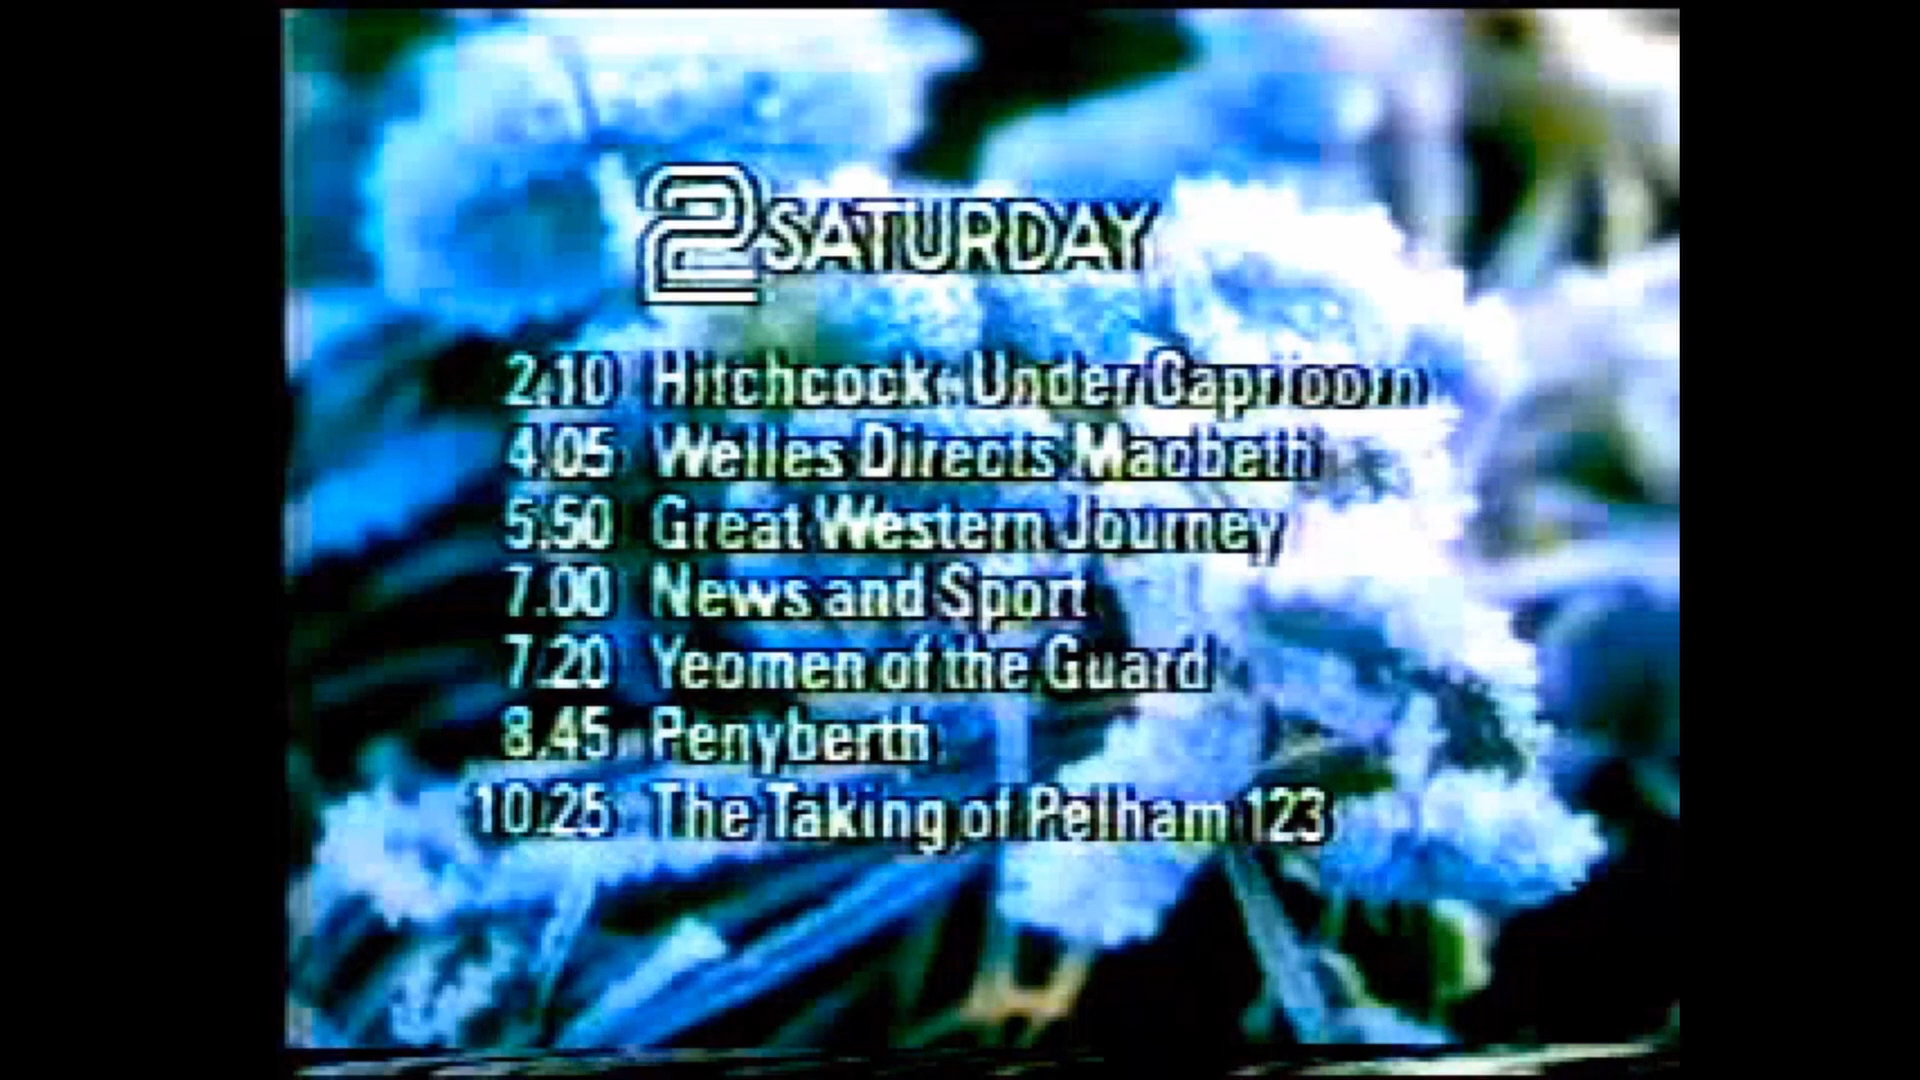 2 SATURDAY
2.10 Hitchcock: Under Capricorn
4.05 Welles Directs Macbeth
5.50 Great Western Journey
7.00 News and Sport
7.20 Yeomen of the Guard
8.45 Penyberth
10.25 The Taking of Pelham 123